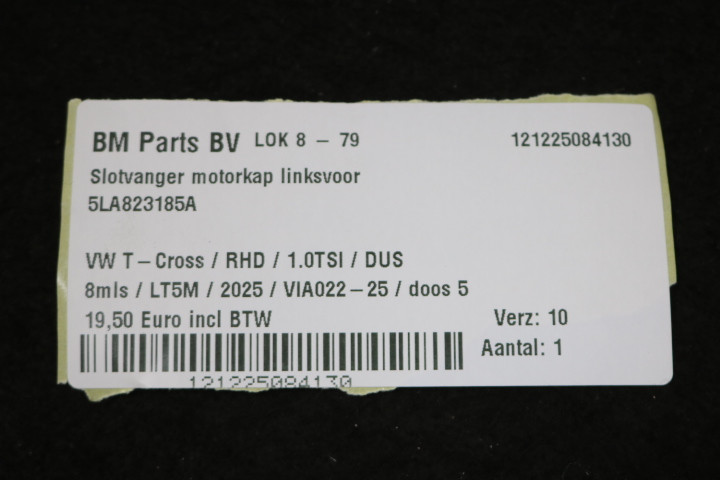 BM Parts BV LOK 8 - 79 121225084130
Slotvanger motorkap linksvoor
5LA823185A
VW T-Cross / RHD / 1.0TSI / DUS
8mls / LT5M / 2025 / VIA022-25 / doos 5
19,50 Euro incl BTW Verz: 10
Aantal: 1
121225084130